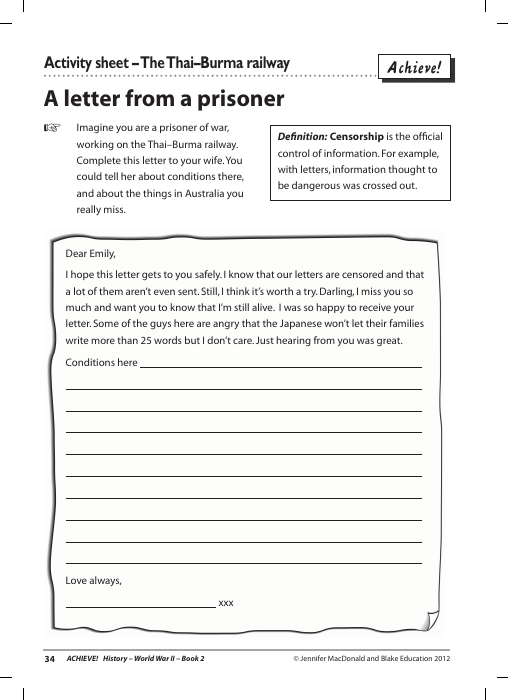 Activity sheet – The Thai–Burma railway
Achieve!
A letter from a prisoner
Imagine you are a prisoner of war,
working on the Thai–Burma railway.
Complete this letter to your wife. You
could tell her about conditions there,
and about the things in Australia you
really miss.
Definition: Censorship is the official
control of information. For example,
with letters, information thought to
be dangerous was crossed out.
Dear Emily,
I hope this letter gets to you safely. I know that our letters are censored and that
a lot of them aren’t even sent. Still, I think it’s worth a try. Darling, I miss you so
much and want you to know that I’m still alive. I was so happy to receive your
letter. Some of the guys here are angry that the Japanese won’t let their families
write more than 25 words but I don’t care. Just hearing from you was great.
Conditions here
Love always,
xxx
34 ACHIEVE! History – World War II – Book 2
© Jennifer MacDonald and Blake Education 2012